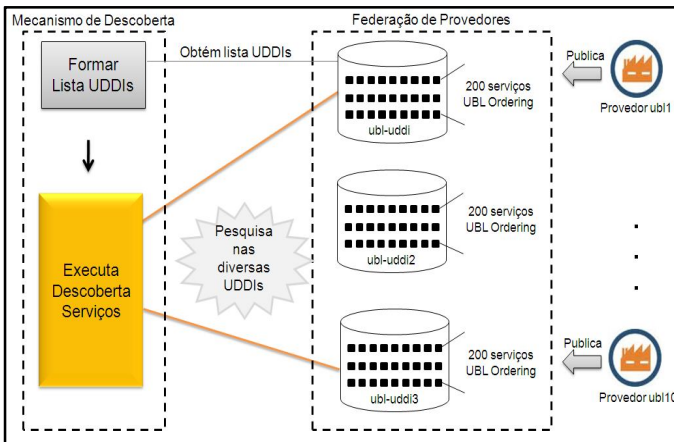 Mecanismo de Descoberta
Federação de Provedores
Formar
Lista UDDIs
Obtém lista UDDIs
200 serviços
UBL Ordering
ubl-uddi
Publica
Provedor ubl1
Executa
Descoberta
Serviços
Pesquisa
nas
diversas
UDDIs
200 serviços
UBL Ordering
ubl-uddi2
200 serviços
UBL Ordering
ubl-uddi3
Publica
Provedor ubl10